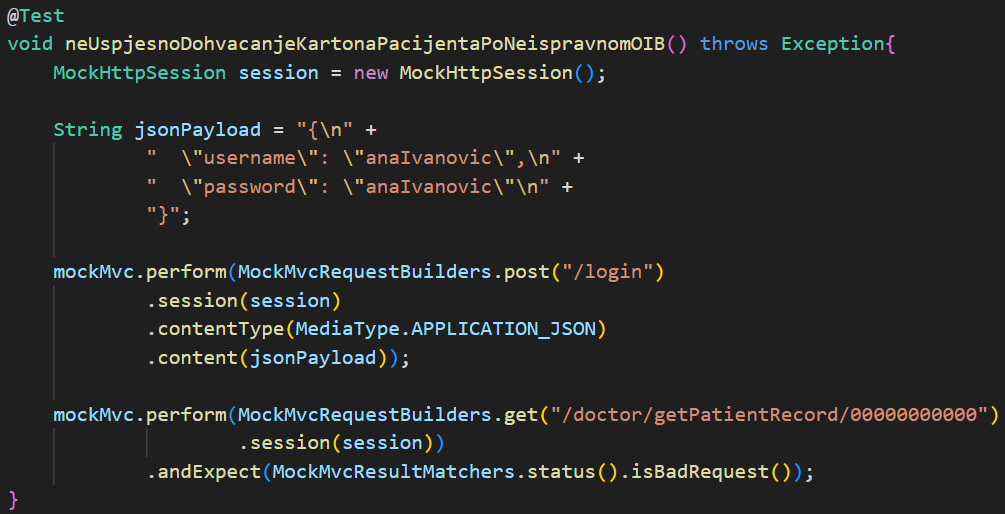 @Test
void neUspjesnoDohvacanjeKartonaPacijentaPoNeispravnomOIB() throws Exception{
    MockHttpSession session = new MockHttpSession();

    String jsonPayload = "{\n" +
            "  \"username\": \"anaIvanovic\",\n" +
            "  \"password\": \"anaIvanovic\"\n" +
            "}";

    mockMvc.perform(MockMvcRequestBuilders.post("/login")
            .session(session)
            .contentType(MediaType.APPLICATION_JSON)
            .content(jsonPayload));

    mockMvc.perform(MockMvcRequestBuilders.get("/doctor/getPatientRecord/00000000000")
                    .session(session))
            .andExpect(MockMvcResultMatchers.status().isBadRequest());
}